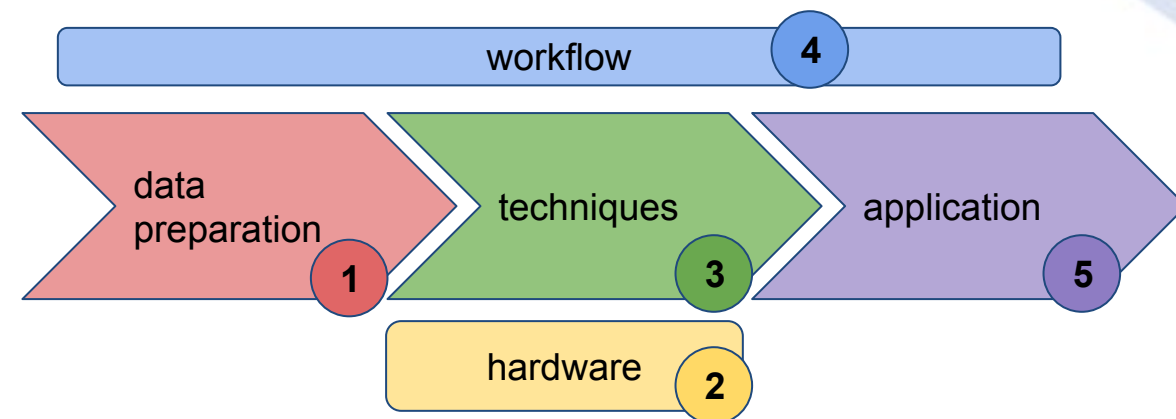 workflow
4
data
preparation
1
techniques
3
application
5
hardware
2